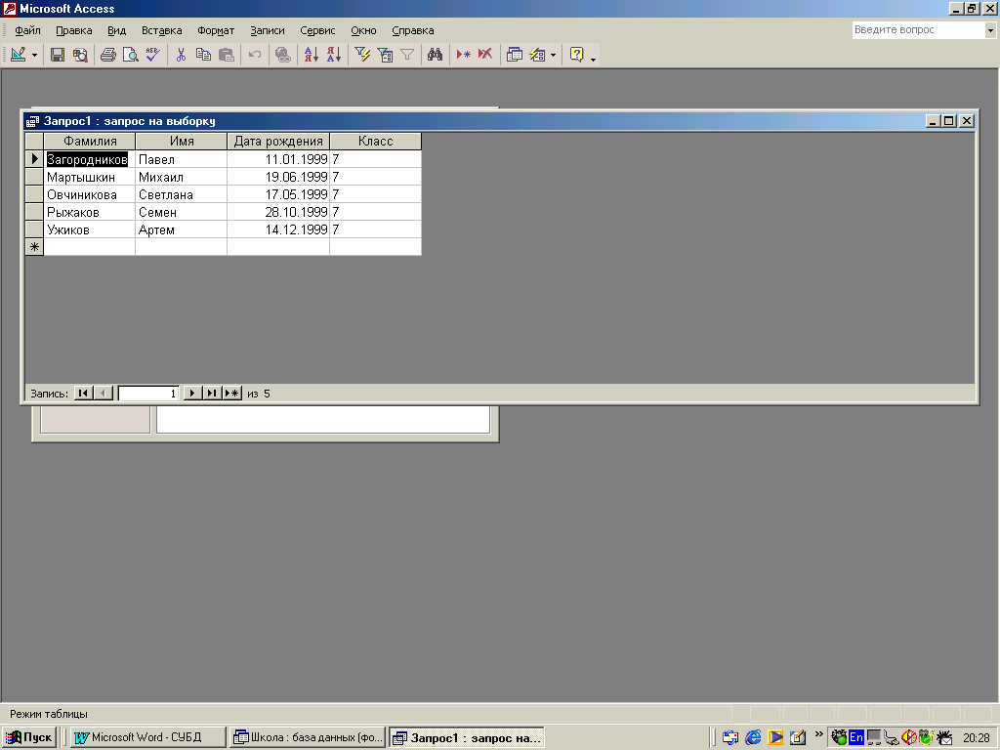 Microsoft Access
Файл Правка Вид Вставка Формат Записи Сервис Окно Справка
Введите вопрос
Запрос1 : запрос на выборку
Фамилия Имя Дата рождения Класс
Загородников Павел 11.01.1999 7
Мартышкин Михаил 19.06.1999 7
Овчиникова Светлана 17.05.1999 7
Рыжаков Семен 28.10.1999 7
Ужиков Артем 14.12.1999 7
Запись: 1 из 5
Режим таблицы
Пуск Microsoft Word - СУБД Школа : база данных (фо... Запрос1 : запрос на... En 20:28